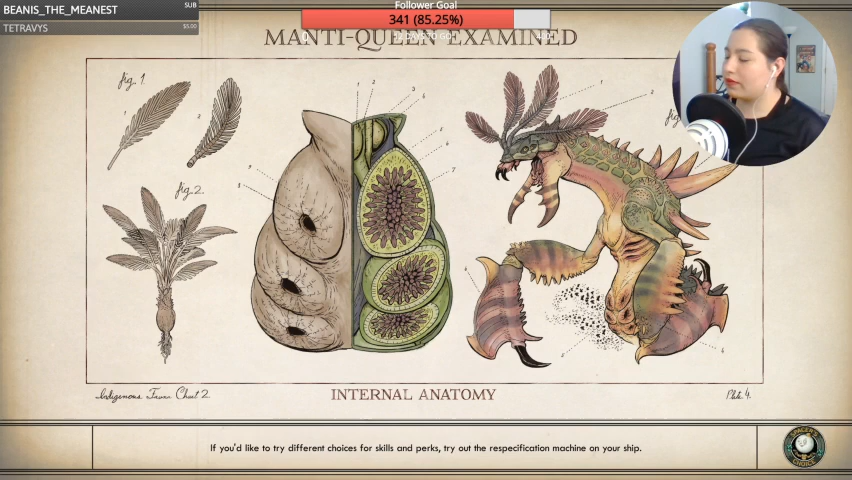 BEANIS_THE_MEANEST SUB
TETRAVYS $5.00
Follower Goal
341 (85.25%)
MANTI-QUEEN EXAMINED
fig. 1.
fig. 2.
INTERNAL ANATOMY
Plate 4.
If you'd like to try different choices for skills and perks, try out the respecification machine on your ship.
SPACER'S
CHOICE